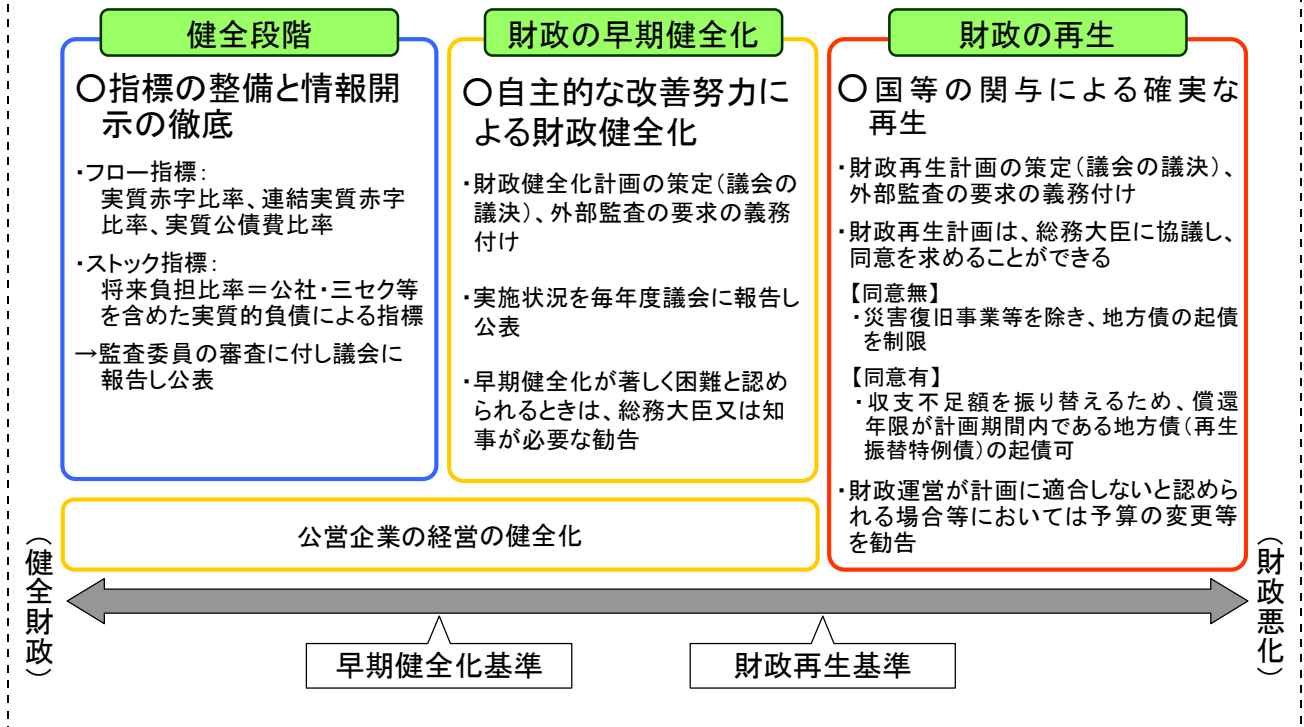 健全段階
〇指標の整備と情報開
示の徹底
・フロー指標：
実質赤字比率、連結実質赤字
比率、実質公債費比率
・ストック指標：
将来負担比率＝公社・三セク等
を含めた実質的負債による指標
→監査委員の審査に付し議会に
報告し公表
財政の早期健全化
〇自主的な改善努力に
よる財政健全化
・財政健全化計画の策定（議会の
議決）、外部監査の要求の義務
付け
・実施状況を毎年度議会に報告し
公表
・早期健全化が著しく困難と認め
られるときは、総務大臣又は知
事が必要な勧告
財政の再生
〇国等の関与による確実な
再生
・財政再生計画の策定（議会の議決）、
外部監査の要求の義務付け
・財政再生計画は、総務大臣に協議し、
同意を求めることができる
【同意無】
・災害復旧事業等を除き、地方債の起債
を制限
【同意有】
・収支不足額を振り替えるため、償還
年限が計画期間内である地方債（再生
振替特例債）の起債可
・財政運営が計画に適合しないと認めら
れる場合等においては予算の変更等
を勧告
公営企業の経営の健全化
（健全財政）
（財政悪化）
早期健全化基準
財政再生基準